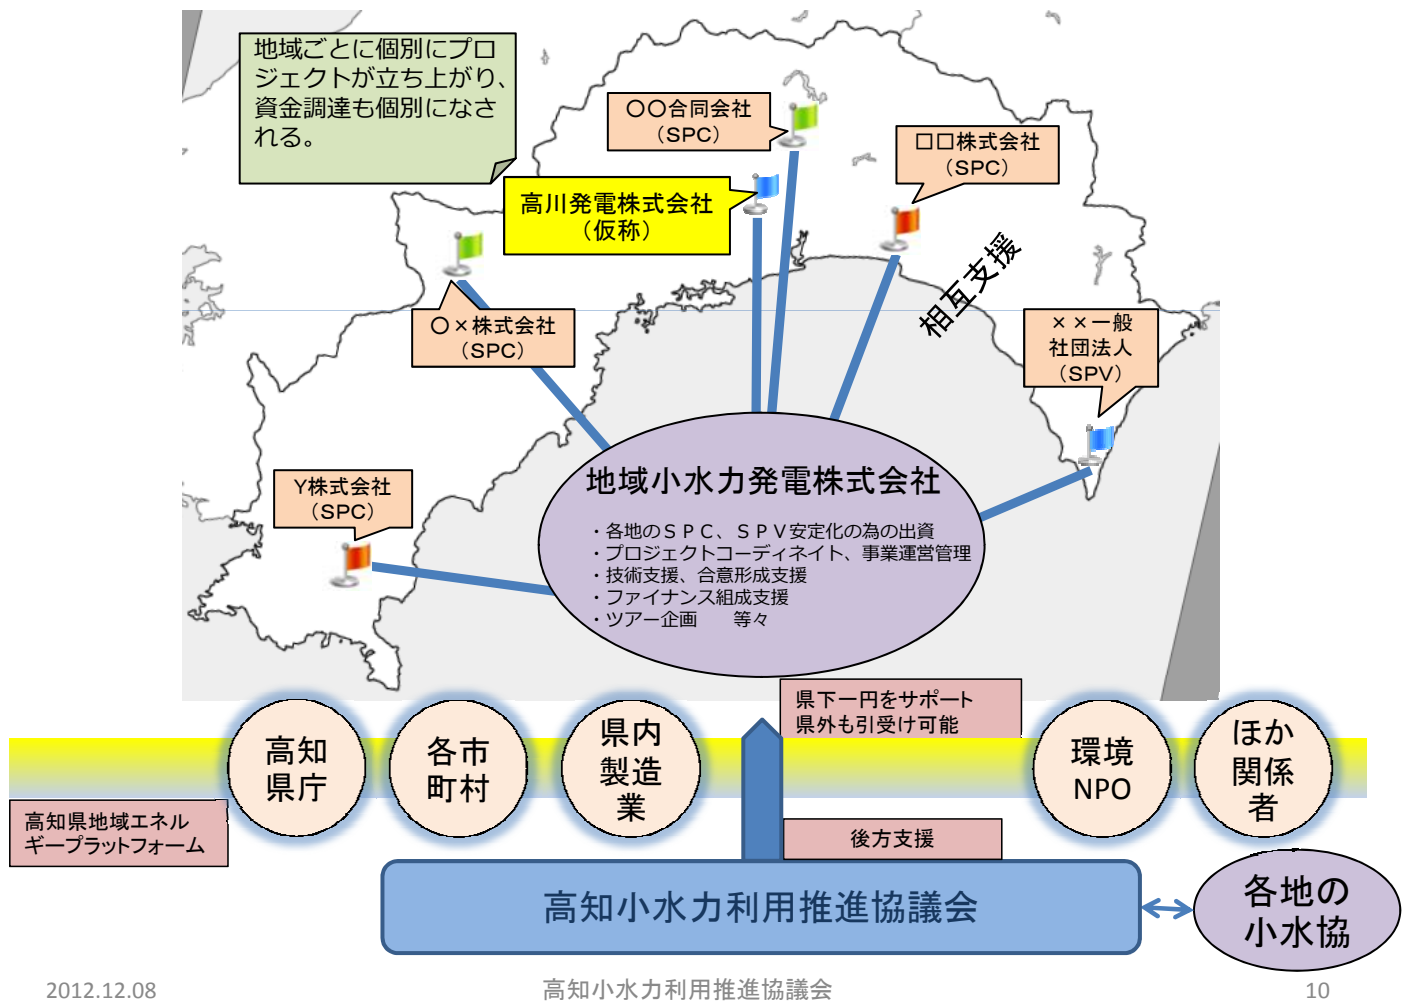 地域ごとに個別にプロ
ジェクトが立ち上がり、
資金調達も個別になさ
れる。
〇〇合同会社
（SPC）
□□株式会社
（SPC）
高川発電株式会社
（仮称）
相互支援
〇×株式会社
（SPC）
××一般
社団法人
（SPV）
Y株式会社
（SPC）
地域小水力発電株式会社
・各地のＳＰＣ、ＳＰＶ安定化の為の出資
・プロジェクトコーディネイト、事業運営管理
・技術支援、合意形成支援
・ファイナンス組成支援
・ツアー企画　　等々
県下一円をサポート
県外も引受け可能
高知
県庁
各市
町村
県内
製造
業
環境
NPO
ほか
関係
者
高知県地域エネル
ギープラットフォーム
後方支援
高知小水力利用推進協議会
各地の
小水協
2012.12.08
高知小水力利用推進協議会
10